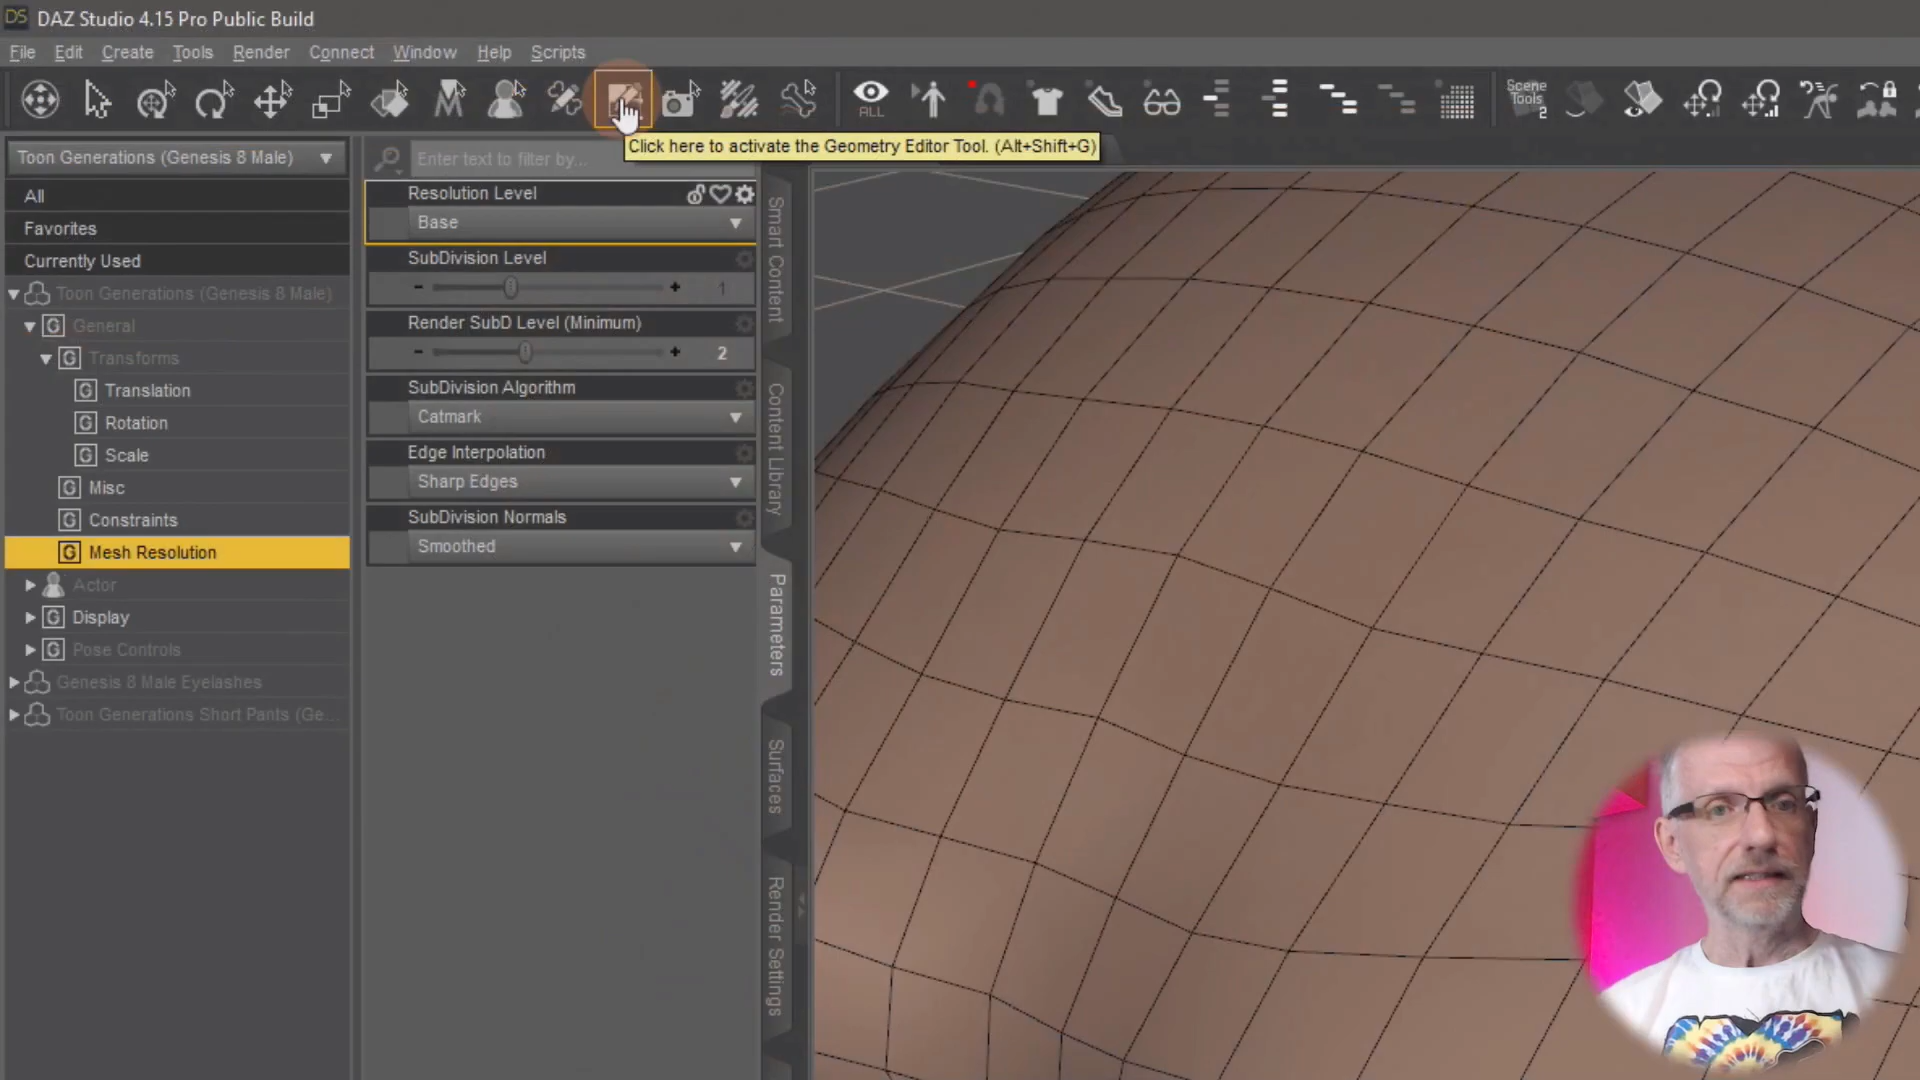 DS DAZ Studio 4.15 Pro Public Build
File Edit Create Tools Render Connect Window Help Scripts
ALL
Scene Tools 2
Click here to activate the Geometry Editor Tool. (Alt+Shift+G)
Toon Generations (Genesis 8 Male)
All
Favorites
Currently Used
Toon Generations (Genesis 8 Male)
G General
G Transforms
G Translation
G Rotation
G Scale
G Misc
G Constraints
G Mesh Resolution
Actor
G Display
G Pose Controls
Genesis 8 Male Eyelashes
Toon Generations Short Pants (Ge...
Enter text to filter by...
Resolution Level
Base
SubDivision Level
- + 1
Render SubD Level (Minimum)
- + 2
SubDivision Algorithm
Catmark
Edge Interpolation
Sharp Edges
SubDivision Normals
Smoothed
Smart Content
Content Library
Parameters
Surfaces
Render Settings